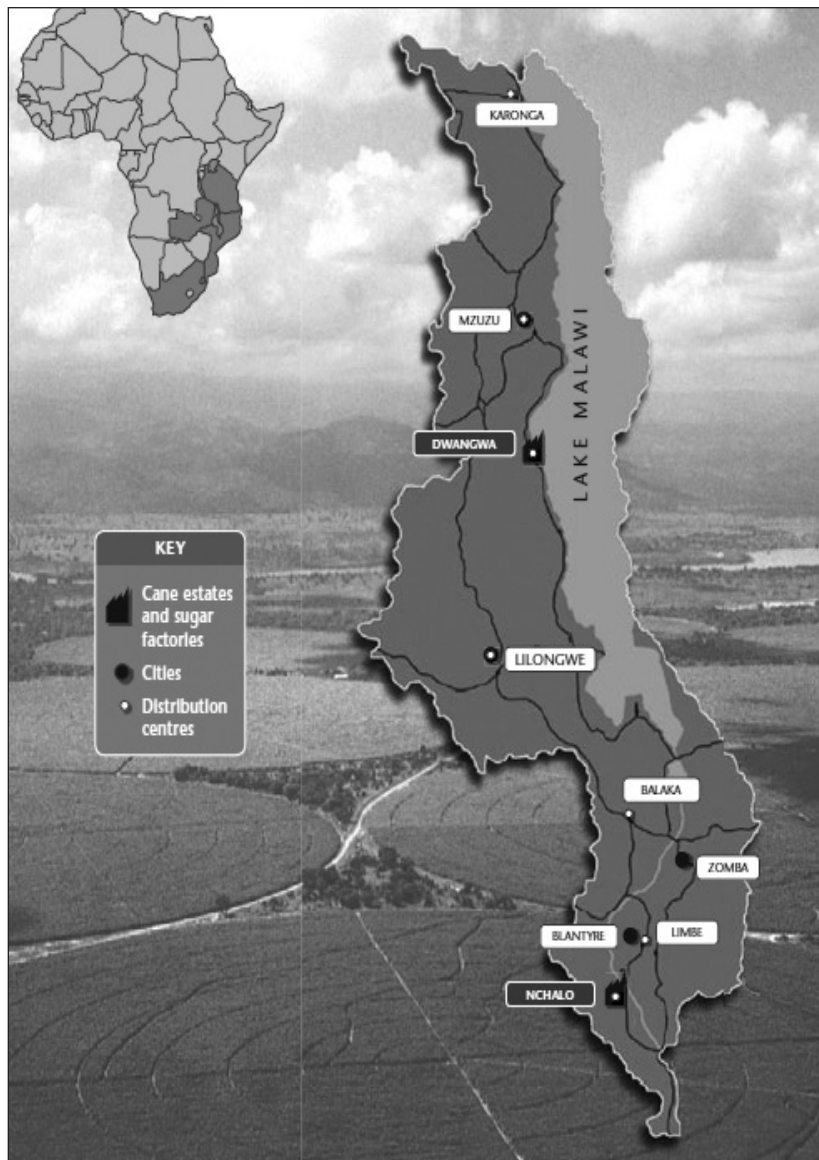 KARONGA
MZUZU
LAKE MALAWI
DWANGWA
KEY
Cane estates
and sugar
factories
Cities
Distribution
centres
LILONGWE
BALAKA
ZOMBA
BLANTYRE
LIMBE
NCHALO